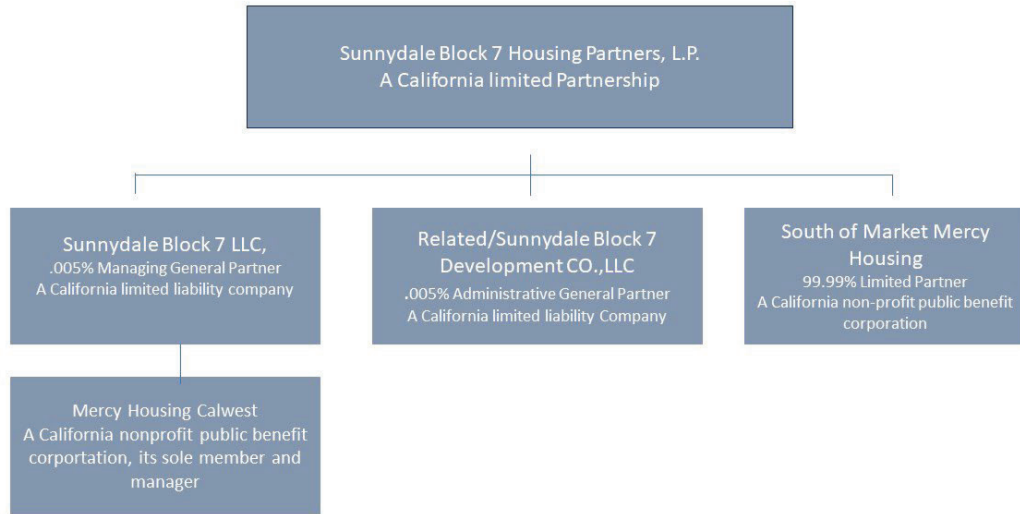 Sunnydale Block 7 Housing Partners, L.P.
A California limited Partnership
Sunnydale Block 7 LLC,
.005% Managing General Partner
A California limited liability company
Related/Sunnydale Block 7
Development CO.,LLC
.005% Administrative General Partner
A California limited liability Company
South of Market Mercy
Housing
99.99% Limited Partner
A California non-profit public benefit
corporation
Mercy Housing Calwest
A California nonprofit public benefit
corportation, its sole member and
manager